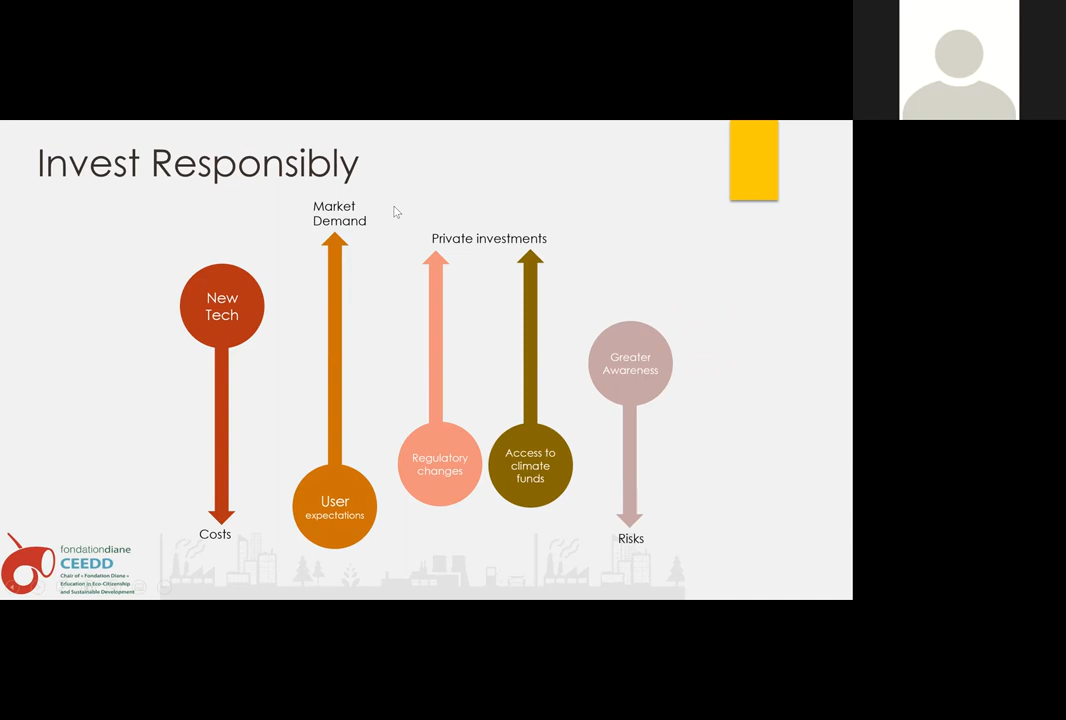 Invest Responsibly
Market
Demand
Private investments
New
Tech
Greater
Awareness
Regulatory
changes
Access to
climate
funds
User
expectations
Costs
Risks
fondationdiane
CEEDD
Chair of « Fondation Diane »
Education in Eco-Citizenship
and Sustainable Development